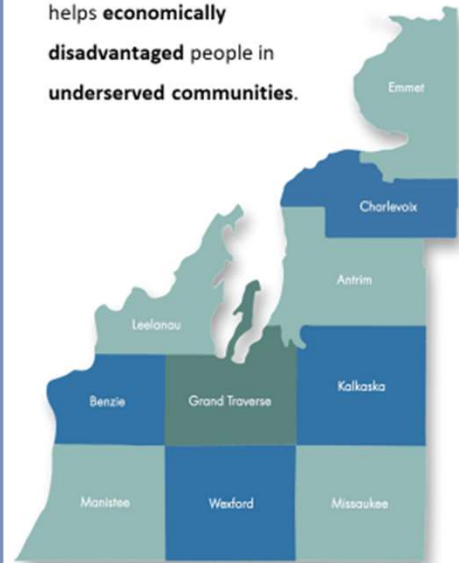 helps economically
disadvantaged people in
underserved communities.
Emmet
Charlevoix
Antrim
Leelanau
Kalkaska
Benzie
Grand Traverse
Manistee
Wexford
Missaukee